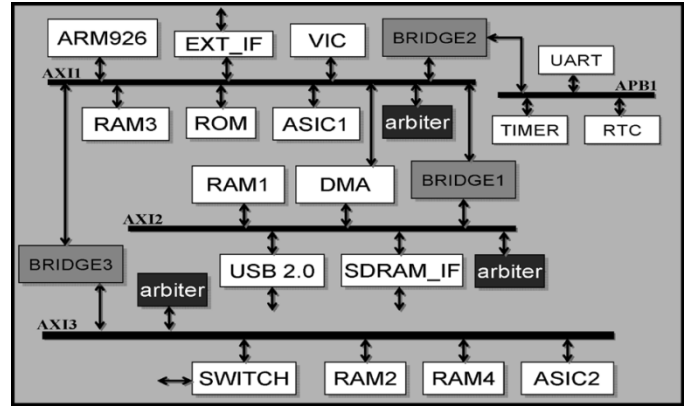 ARM926
EXT_IF
VIC
BRIDGE2
UART
AXI1
APB1
RAM3
ROM
ASIC1
arbiter
TIMER
RTC
RAM1
DMA
BRIDGE1
AXI2
BRIDGE3
USB 2.0
SDRAM_IF
arbiter
arbiter
AXI3
SWITCH
RAM2
RAM4
ASIC2